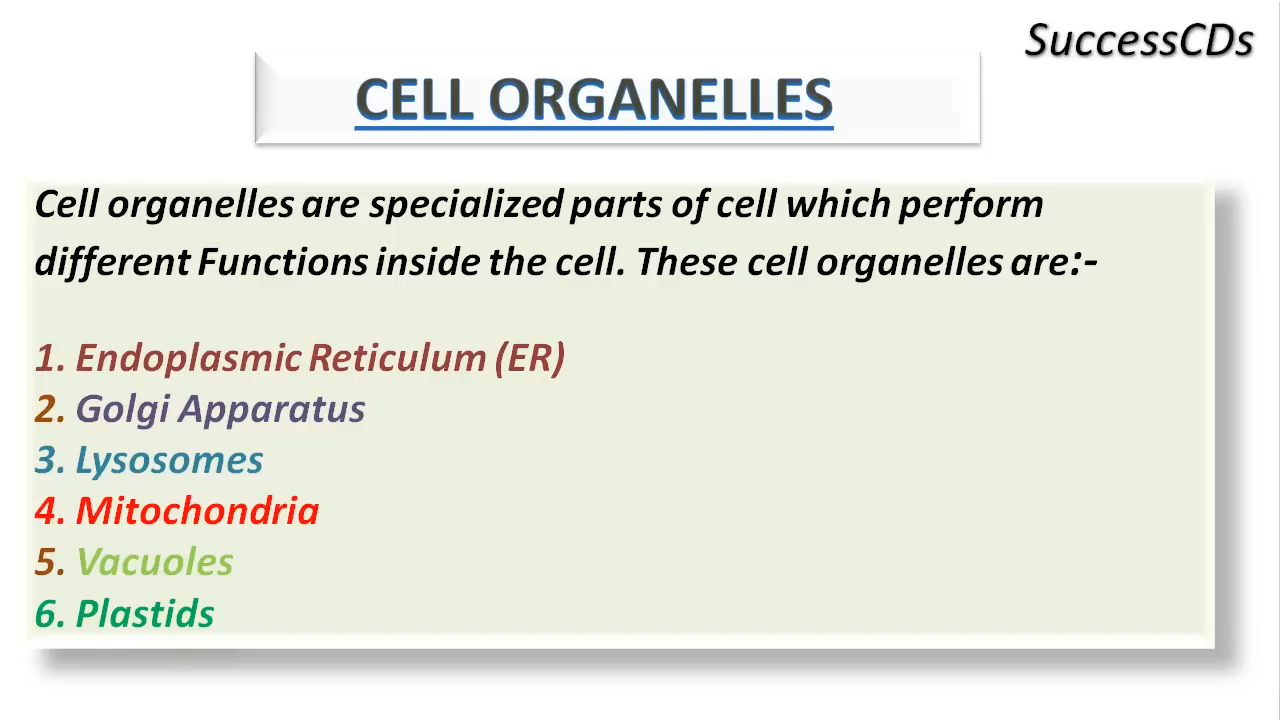 SuccessCDs
CELL ORGANELLES
Cell organelles are specialized parts of cell which perform
different Functions inside the cell. These cell organelles are:-
1. Endoplasmic Reticulum (ER)
2. Golgi Apparatus
3. Lysosomes
4. Mitochondria
5. Vacuoles
6. Plastids